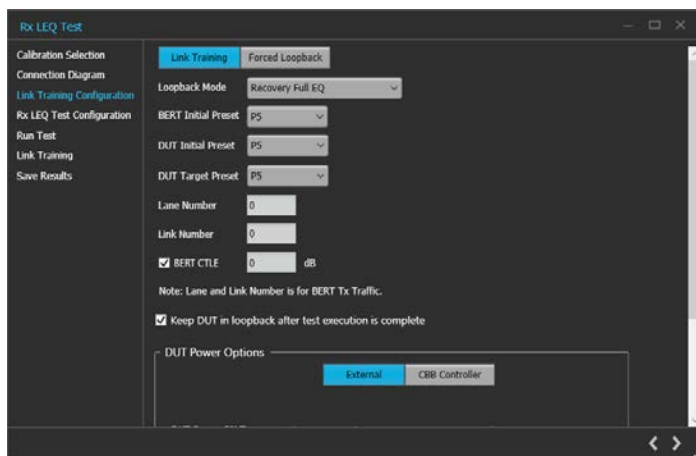 Rx LEQ Test
Calibration Selection
Connection Diagram
Link Training Configuration
Rx LEQ Test Configuration
Run Test
Link Training
Save Results
Link Training Forced Loopback
Loopback Mode Recovery Full EQ
BERT Initial Preset P5
DUT Initial Preset P5
DUT Target Preset P5
Lane Number 0
Link Number 0
BERT CTLE 0 dB
Note: Lane and Link Number is for BERT Tx Traffic.
Keep DUT in loopback after test execution is complete
DUT Power Options
External CBB Controller